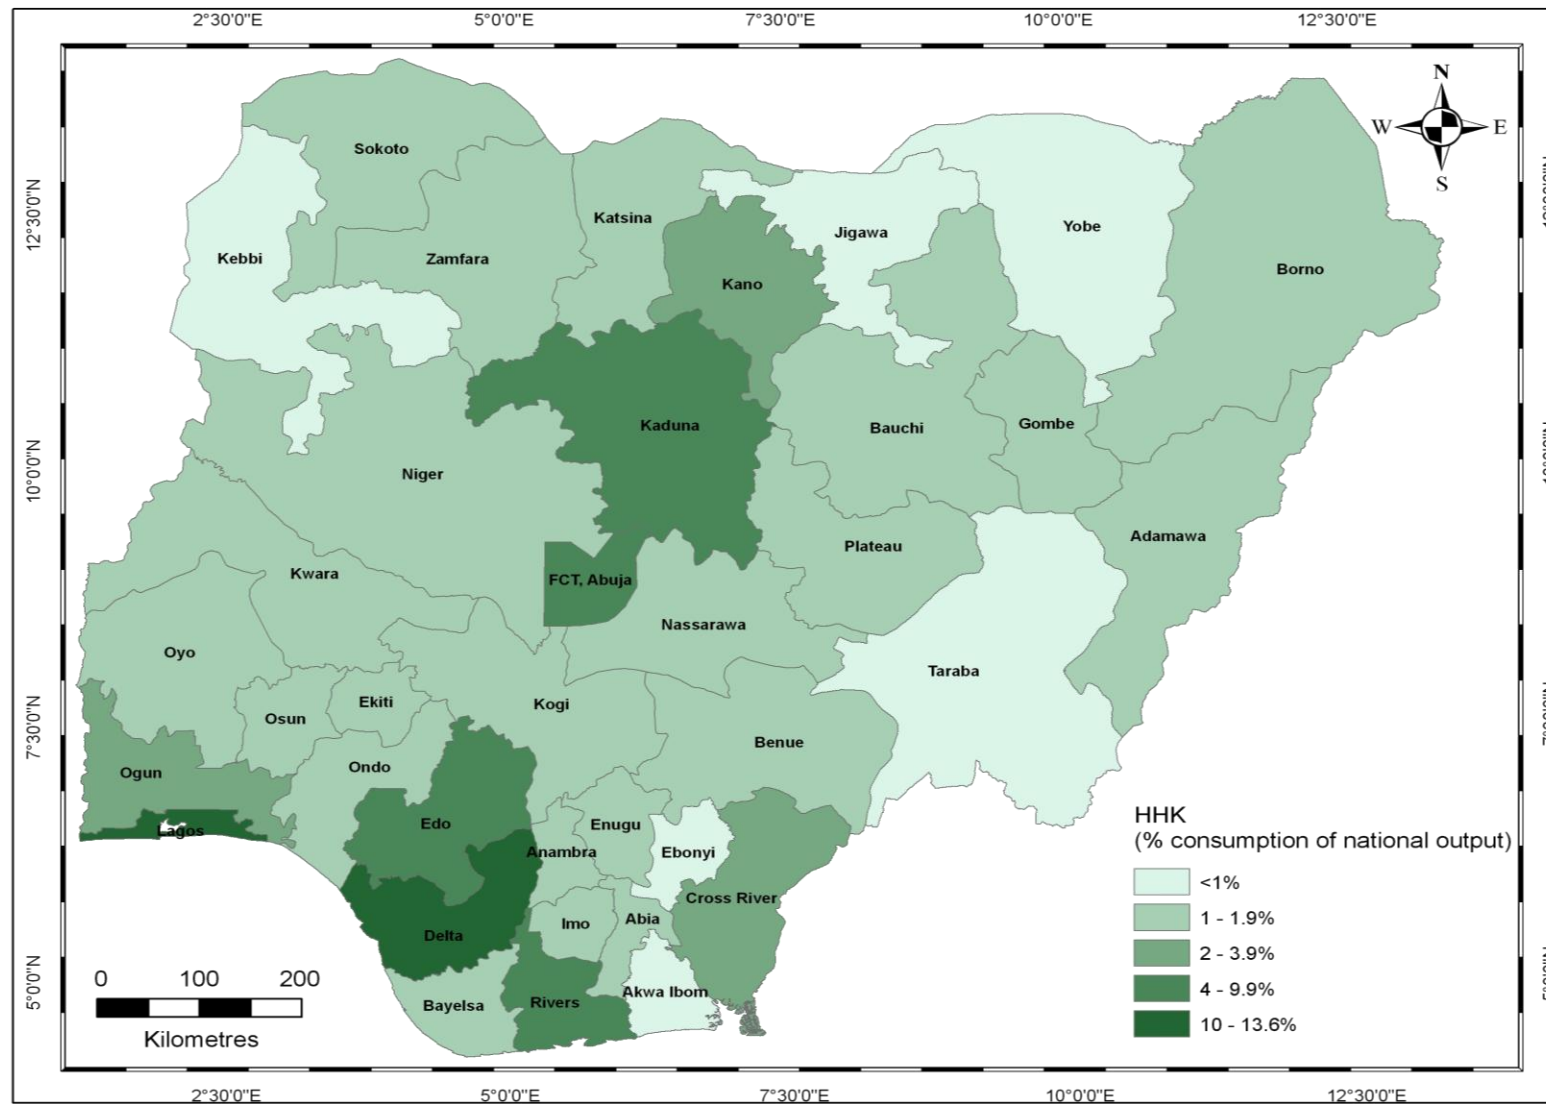 2°30'0"E 5°0'0"E 7°30'0"E 10°0'0"E 12°30'0"E
N
W E
S
12°30'0"N
10°0'0"N
7°30'0"N
5°0'0"N
Sokoto
Katsina
Jigawa
Yobe
Kebbi
Zamfara
Borno
Kano
Kaduna
Bauchi
Gombe
Niger
Adamawa
Plateau
Kwara
FCT, Abuja
Nassarawa
Oyo
Taraba
Ekiti
Kogi
Osun
Benue
Ogun
Ondo
Lagos
Edo
Enugu
Anambra
Ebonyi
Cross River
Imo
Abia
Delta
Akwa Ibom
Bayelsa
Rivers
HHK
(% consumption of national output)
<1%
1 - 1.9%
2 - 3.9%
4 - 9.9%
10 - 13.6%
0 100 200
Kilometres
2°30'0"E 5°0'0"E 7°30'0"E 10°0'0"E 12°30'0"E